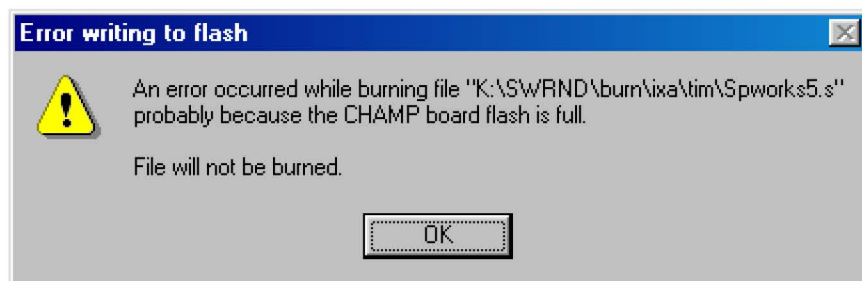 Error writing to flash
An error occurred while burning file "K:\SWRND\burn\ixa\tim\Spworks5.s"
probably because the CHAMP board flash is full.
File will not be burned.
OK